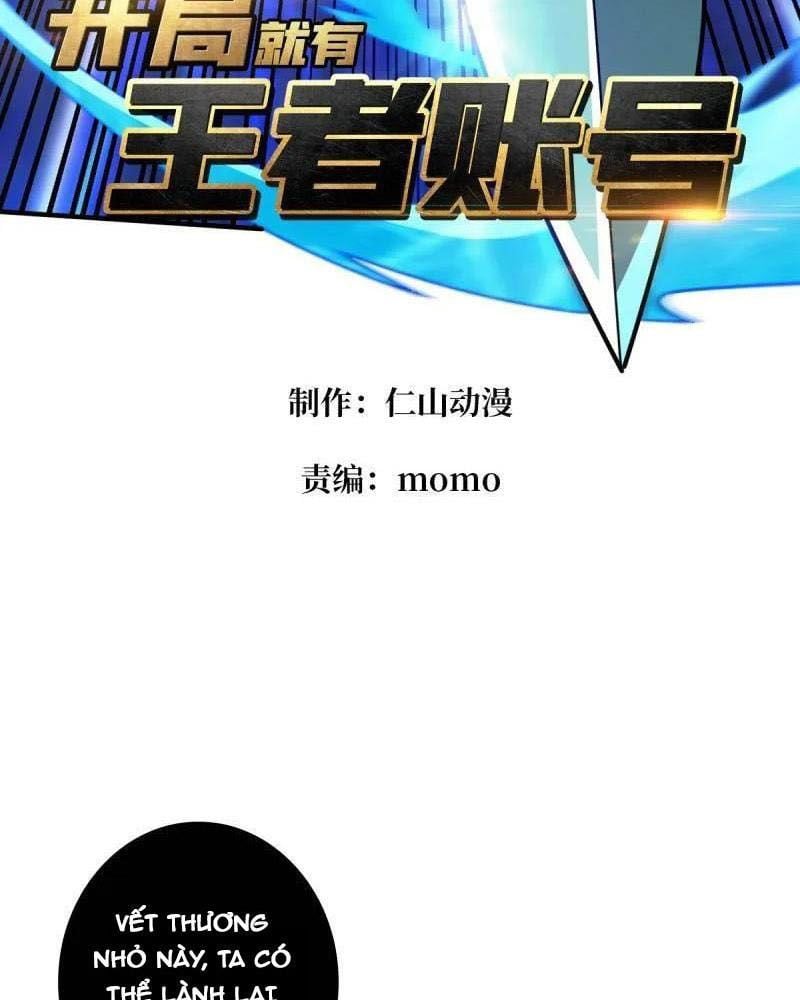 开局就有
王者账号
制作：仁山动漫
责编：momo
VẾT THƯƠNG
NHỎ NÀY, TA CÓ
THỂ LÀNH LẠI